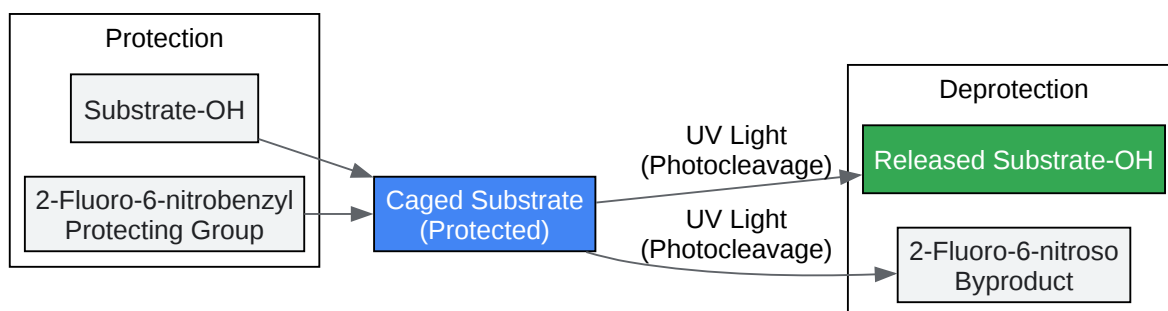 Protection
Substrate-OH
2-Fluoro-6-nitrobenzyl
Protecting Group
Caged Substrate
(Protected)
UV Light
(Photocleavage)
UV Light
(Photocleavage)
Deprotection
Released Substrate-OH
2-Fluoro-6-nitroso
Byproduct